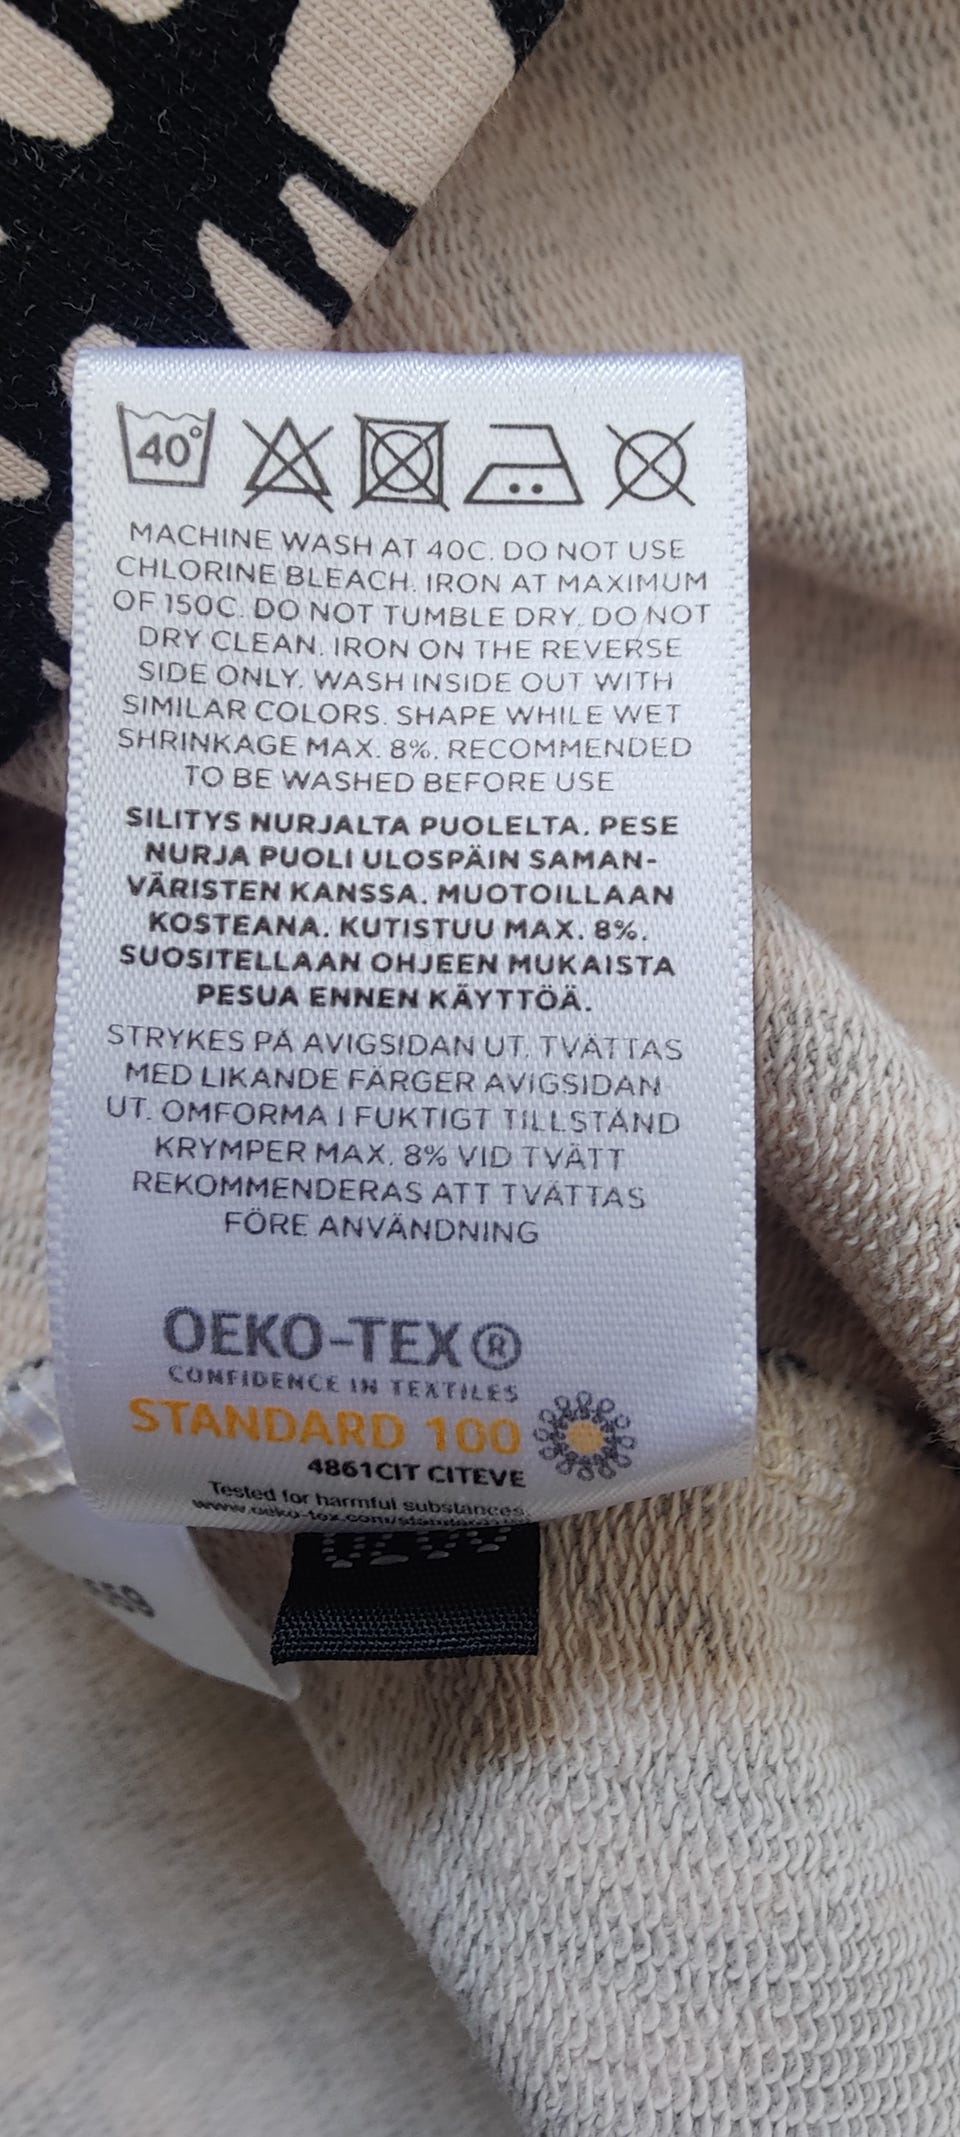 40°
MACHINE WASH AT 40C. DO NOT USE
CHLORINE BLEACH. IRON AT MAXIMUM
OF 150C. DO NOT TUMBLE DRY. DO NOT
DRY CLEAN. IRON ON THE REVERSE
SIDE ONLY. WASH INSIDE OUT WITH
SIMILAR COLORS. SHAPE WHILE WET
SHRINKAGE MAX. 8%. RECOMMENDED
TO BE WASHED BEFORE USE
SILITYS NURJALTA PUOLELTA. PESE
NURJA PUOLI ULOSPÄIN SAMAN-
VÄRISTEN KANSSA. MUOTOILLAAN
KOSTEANA. KUTISTUU MAX. 8%.
SUOSITELLAAN OHJEEN MUKAISTA
PESUA ENNEN KÄYTTÖÄ.
STRYKES PÅ AVIGSIDAN UT. TVÄTTAS
MED LIKANDE FÄRGER AVIGSIDAN
UT. OMFORMA I FUKTIGT TILLSTÅND
KRYMPER MAX. 8% VID TVÄTT
REKOMMENDERAS ATT TVÄTTAS
FÖRE ANVÄNDNING
OEKO-TEX®
CONFIDENCE IN TEXTILES
STANDARD 100
4861CIT CITEVE
Tested for harmful substances.